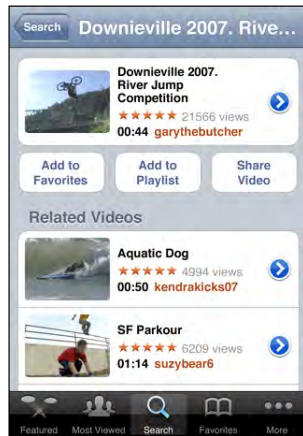 Search
Downieville 2007. Rive...
Downieville 2007.
River Jump
Competition
21566 views
00:44 garythebutcher
Add to
Favorites
Add to
Playlist
Share
Video
Related Videos
Aquatic Dog
4994 views
00:50 kendrakicks07
SF Parkour
6209 views
01:14 suzybear6
Featured
Most Viewed
Search
Favorites
More